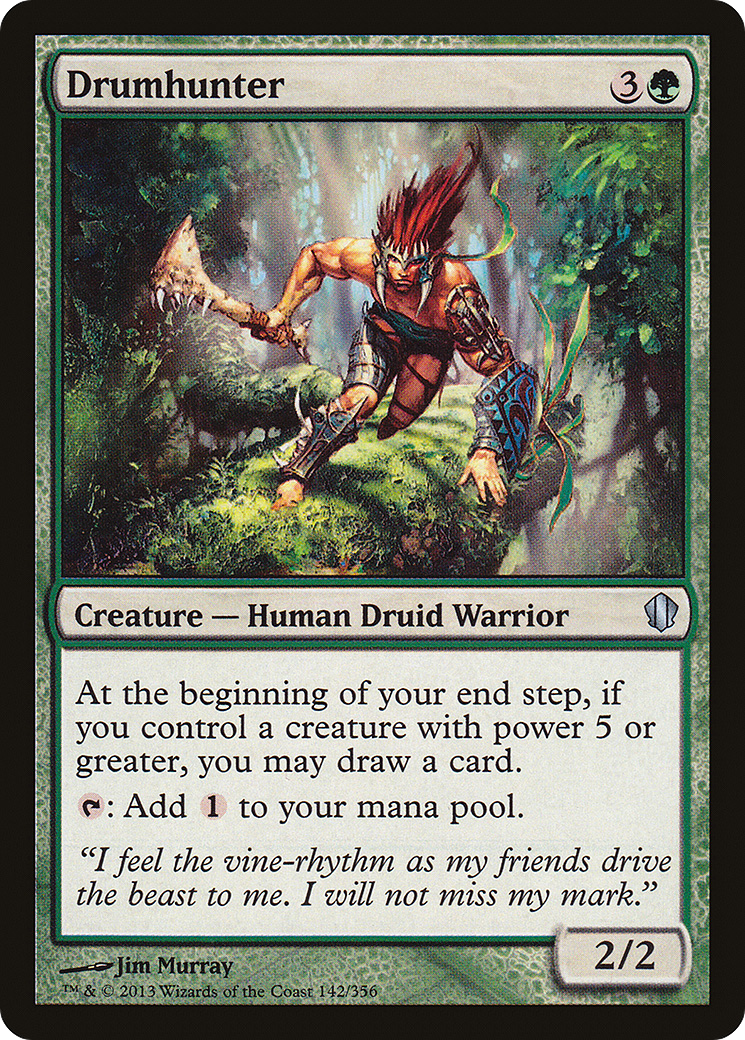 Drumhunter 3
Creature — Human Druid Warrior
At the beginning of your end step, if
you control a creature with power 5 or
greater, you may draw a card.
: Add 1 to your mana pool.
“I feel the vine-rhythm as my friends drive
the beast to me. I will not miss my mark.”
2/2
Jim Murray
™ & © 2013 Wizards of the Coast 142/356